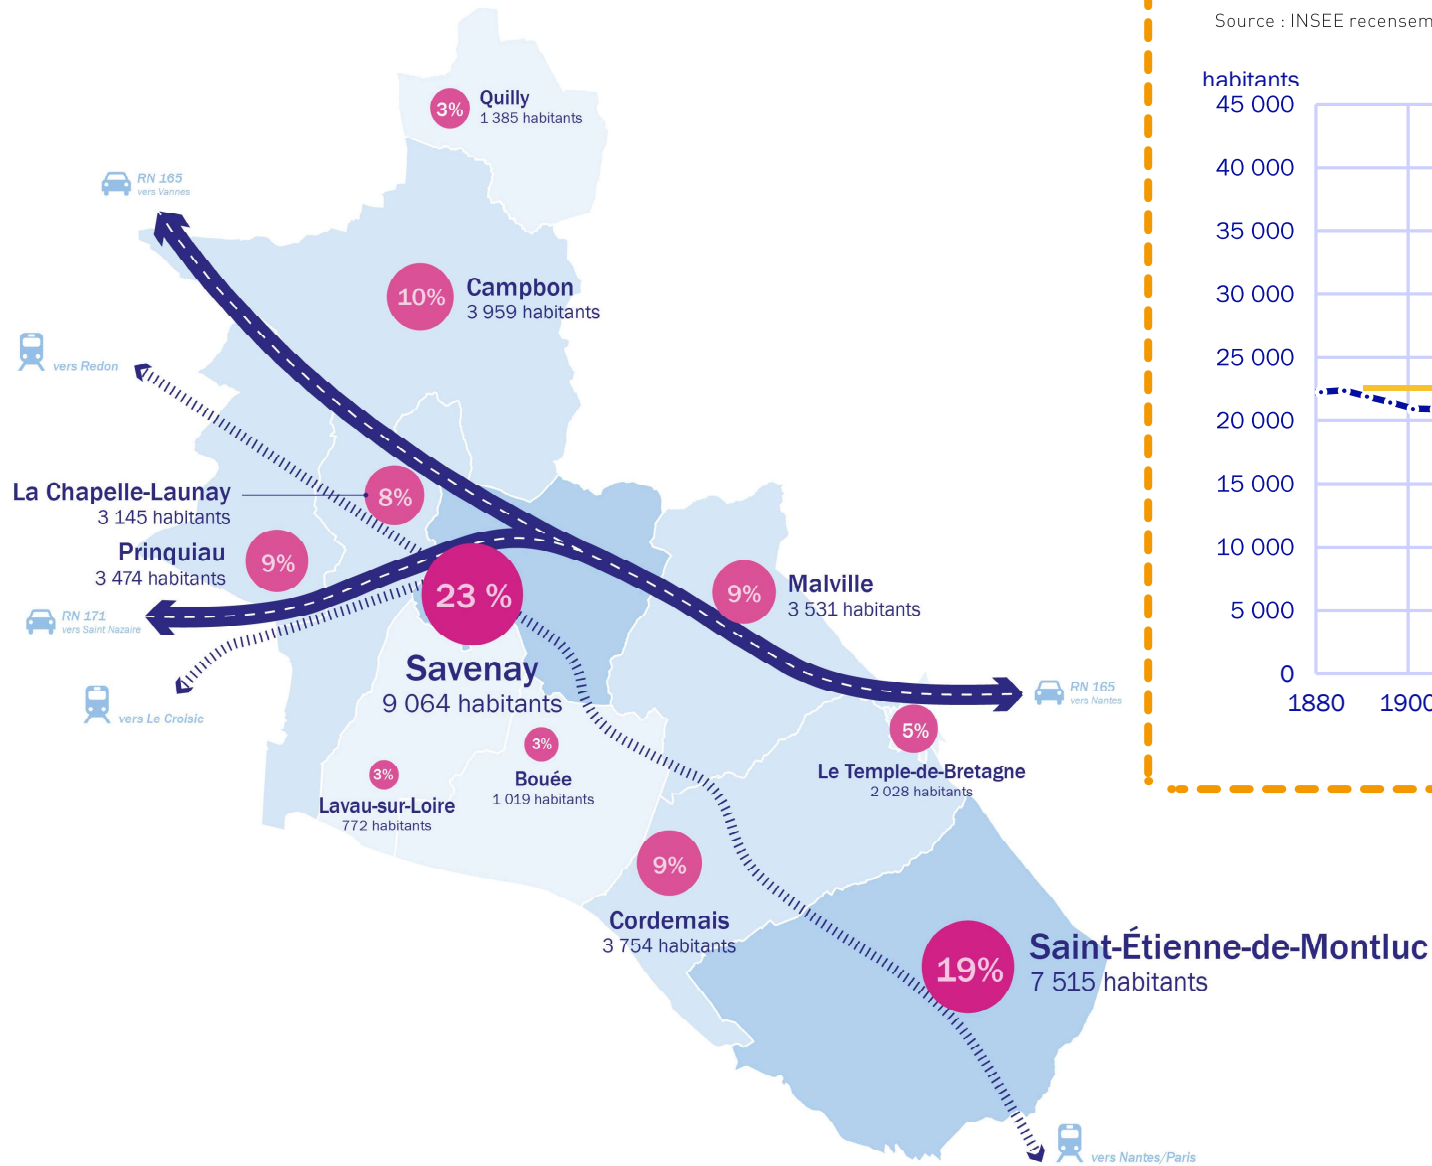 Source : INSEE
habitants
45 000
40 000
35 000
30 000
25 000
20 000
15 000
10 000
5 000
0
1880
Quilly
3%
1 385 habitants
RN 165
vers Vannes
Campbon
10%
3 959 habitants
vers Redon
La Chapelle-Launay
8%
3 145 habitants
Prinquiau
9%
3 474 habitants
RN 171
vers Saint Nazaire
23 %
Savenay
9 064 habitants
Malville
9%
3 531 habitants
vers Le Croisic
RN 165
vers Nantes
5%
Le Temple-de-Bretagne
2 028 habitants
3%
Bouée
1 019 habitants
3%
Lavau-sur-Loire
772 habitants
9%
Cordemais
3 754 habitants
19%
Saint-Étienne-de-Montluc
7 515 habitants
vers Nantes/Paris